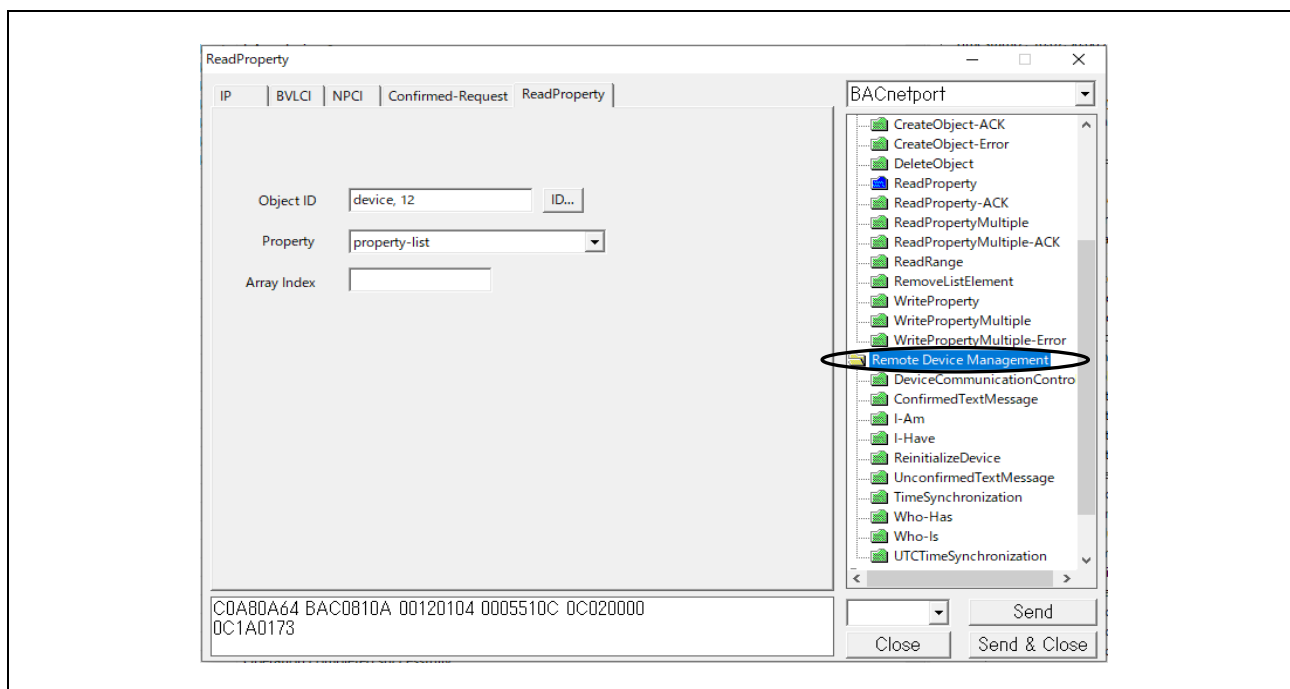 ReadProperty
IP BVLCI NPCI Confirmed-Request ReadProperty
Object ID device, 12 ID...
Property property-list
Array Index
BACnetport
CreateObject-ACK
CreateObject-Error
DeleteObject
ReadProperty
ReadProperty-ACK
ReadPropertyMultiple
ReadPropertyMultiple-ACK
ReadRange
RemoveListElement
WriteProperty
WritePropertyMultiple
WritePropertyMultiple-Error
Remote Device Management
DeviceCommunicationContro
ConfirmedTextMessage
I-Am
I-Have
ReinitializeDevice
UnconfirmedTextMessage
TimeSynchronization
Who-Has
Who-Is
UTCTimeSynchronization
C0A80A64 BAC0810A 00120104 0005510C 0C020000
0C1A0173
Send
Close Send & Close